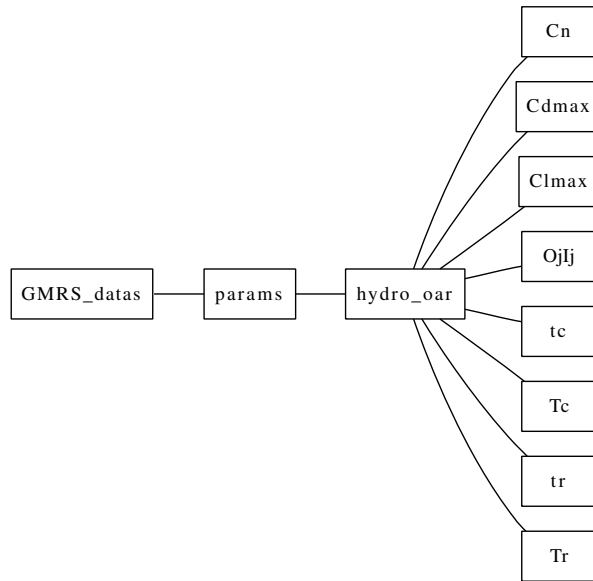 Cn
Cdmax
Clmax
OjIj
GMRS_datas
params
hydro_oar
tc
Tc
tr
Tr